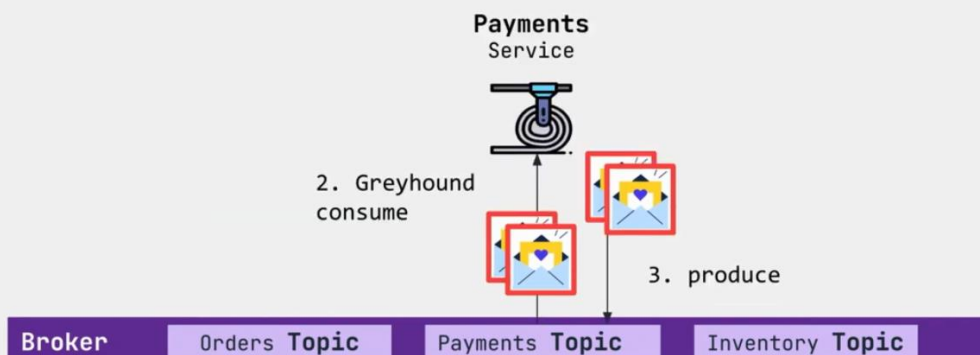 Payments
Service
2. Greyhound
consume
3. produce
Broker
Orders Topic
Payments Topic
Inventory Topic